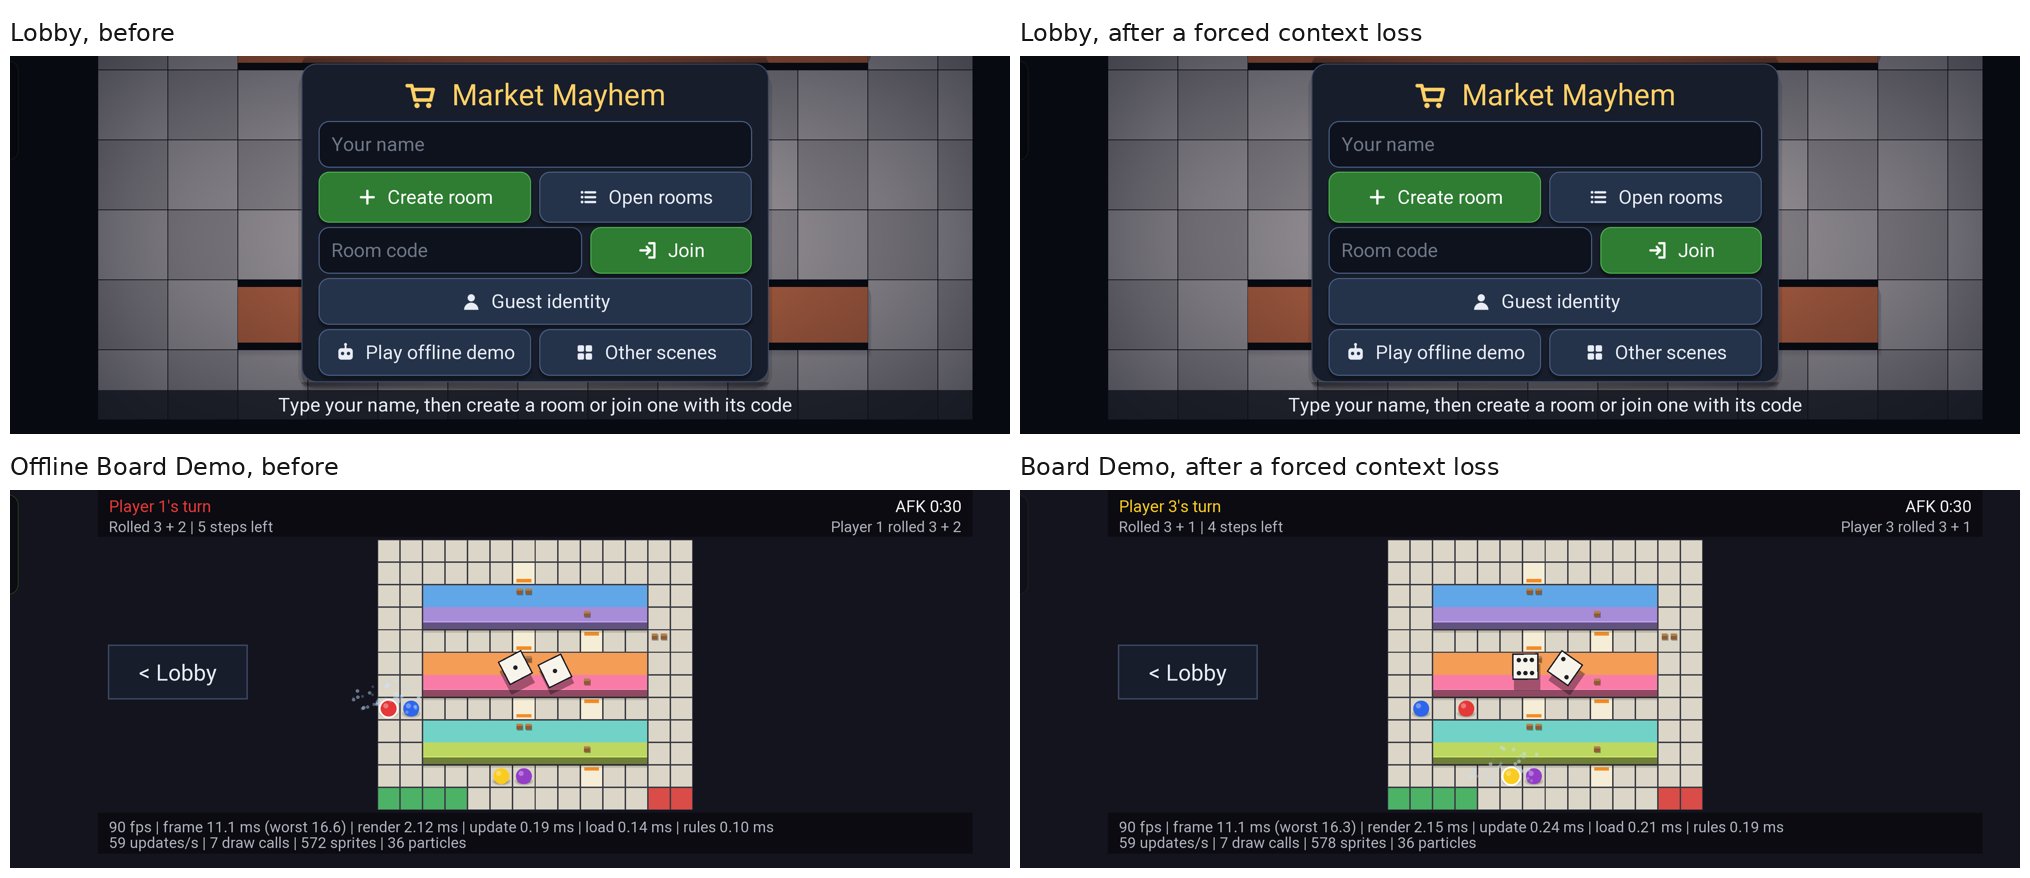 Lobby, before
Market Mayhem
Your name
Create room
Open rooms
Room code
Join
Guest identity
Play offline demo
Other scenes
Type your name, then create a room or join one with its code
Lobby, after a forced context loss
Market Mayhem
Your name
Create room
Open rooms
Room code
Join
Guest identity
Play offline demo
Other scenes
Type your name, then create a room or join one with its code
Offline Board Demo, before
Player 1's turn
AFK 0:30
Rolled 3 + 2 | 5 steps left
Player 1 rolled 3 + 2
< Lobby
90 fps | frame 11.1 ms (worst 16.6) | render 2.12 ms | update 0.19 ms | load 0.14 ms | rules 0.10 ms
59 updates/s | 7 draw calls | 572 sprites | 36 particles
Board Demo, after a forced context loss
Player 3's turn
AFK 0:30
Rolled 3 + 1 | 4 steps left
Player 3 rolled 3 + 1
< Lobby
90 fps | frame 11.1 ms (worst 16.3) | render 2.15 ms | update 0.24 ms | load 0.21 ms | rules 0.19 ms
59 updates/s | 7 draw calls | 578 sprites | 36 particles